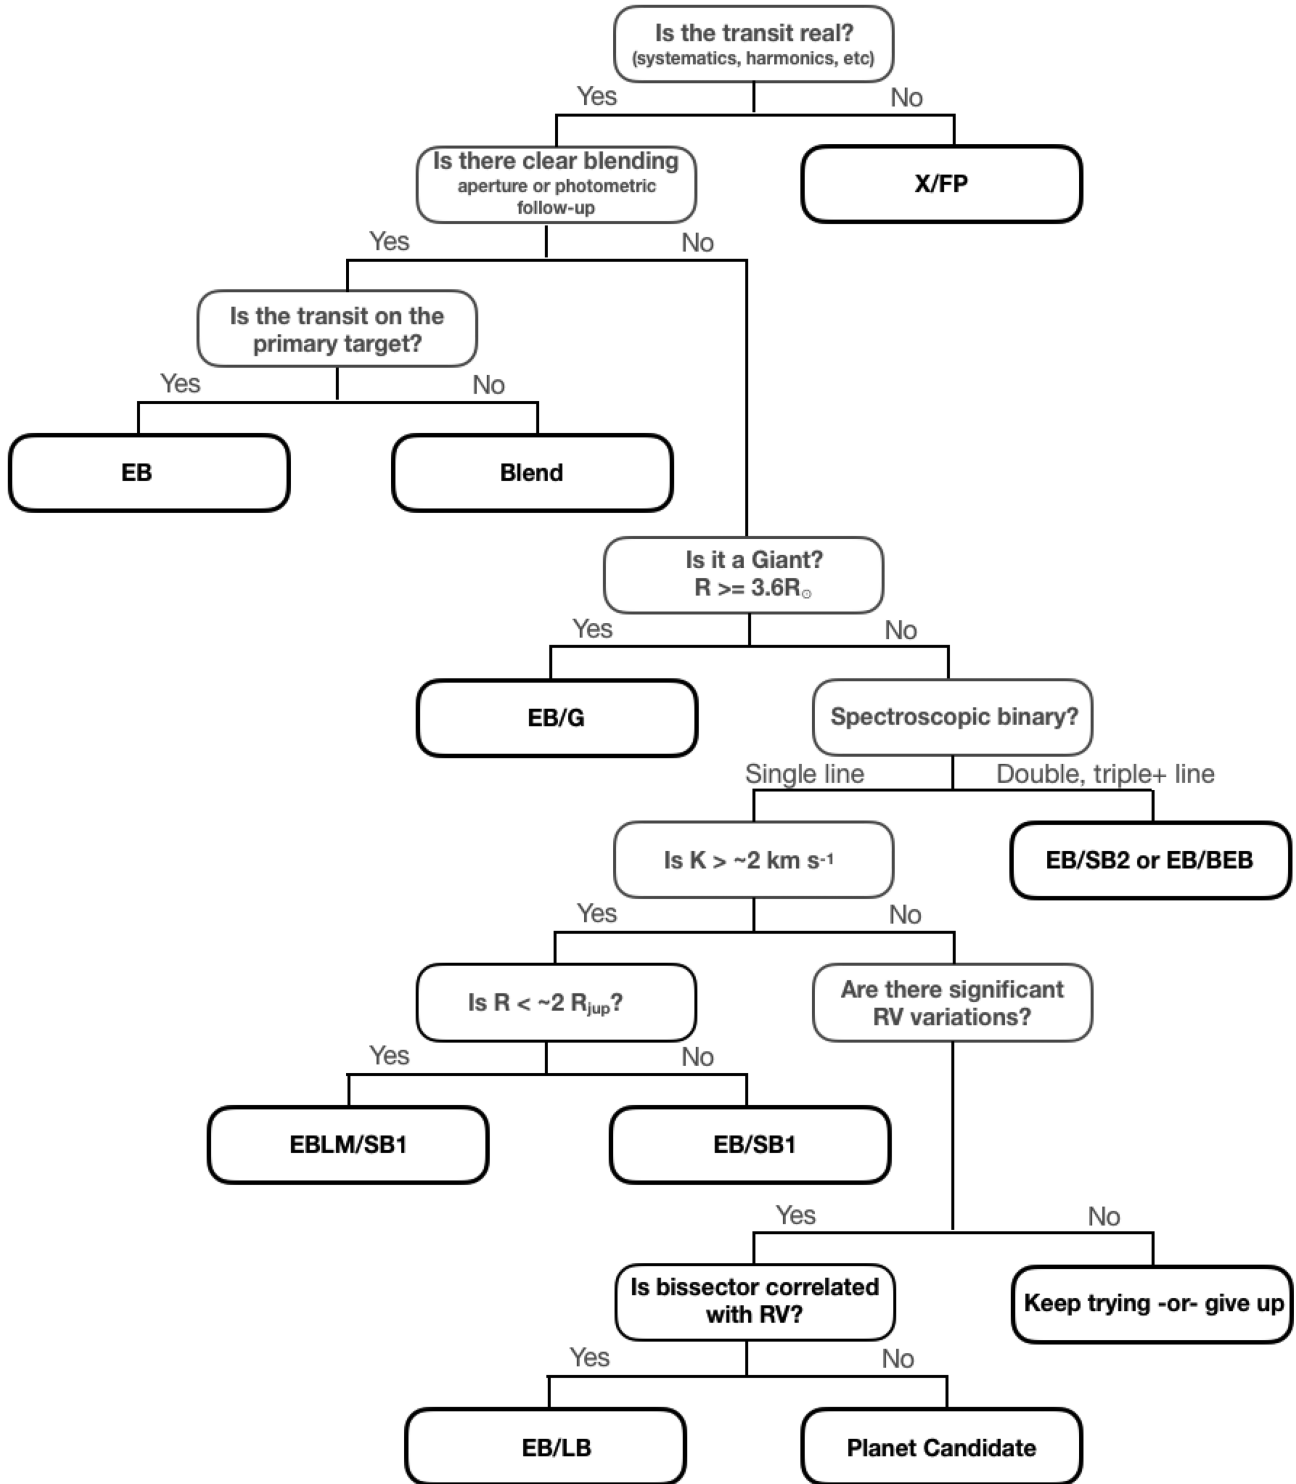 Is the transit real?
(systematics, harmonics, etc)
Yes
No
Is there clear blending
aperture or photometric
follow-up
X/FP
Yes
No
Is the transit on the
primary target?
Yes
No
EB
Blend
Is it a Giant?
R >= 3.6R☉
Yes
No
EB/G
Spectroscopic binary?
Single line
Double, triple+ line
Is K > ~2 km s-1
EB/SB2 or EB/BEB
Yes
No
Is R < ~2 Rjup?
Are there significant
RV variations?
Yes
No
EBLM/SB1
EB/SB1
Yes
No
Is bissector correlated
with RV?
Keep trying -or- give up
Yes
No
EB/LB
Planet Candidate